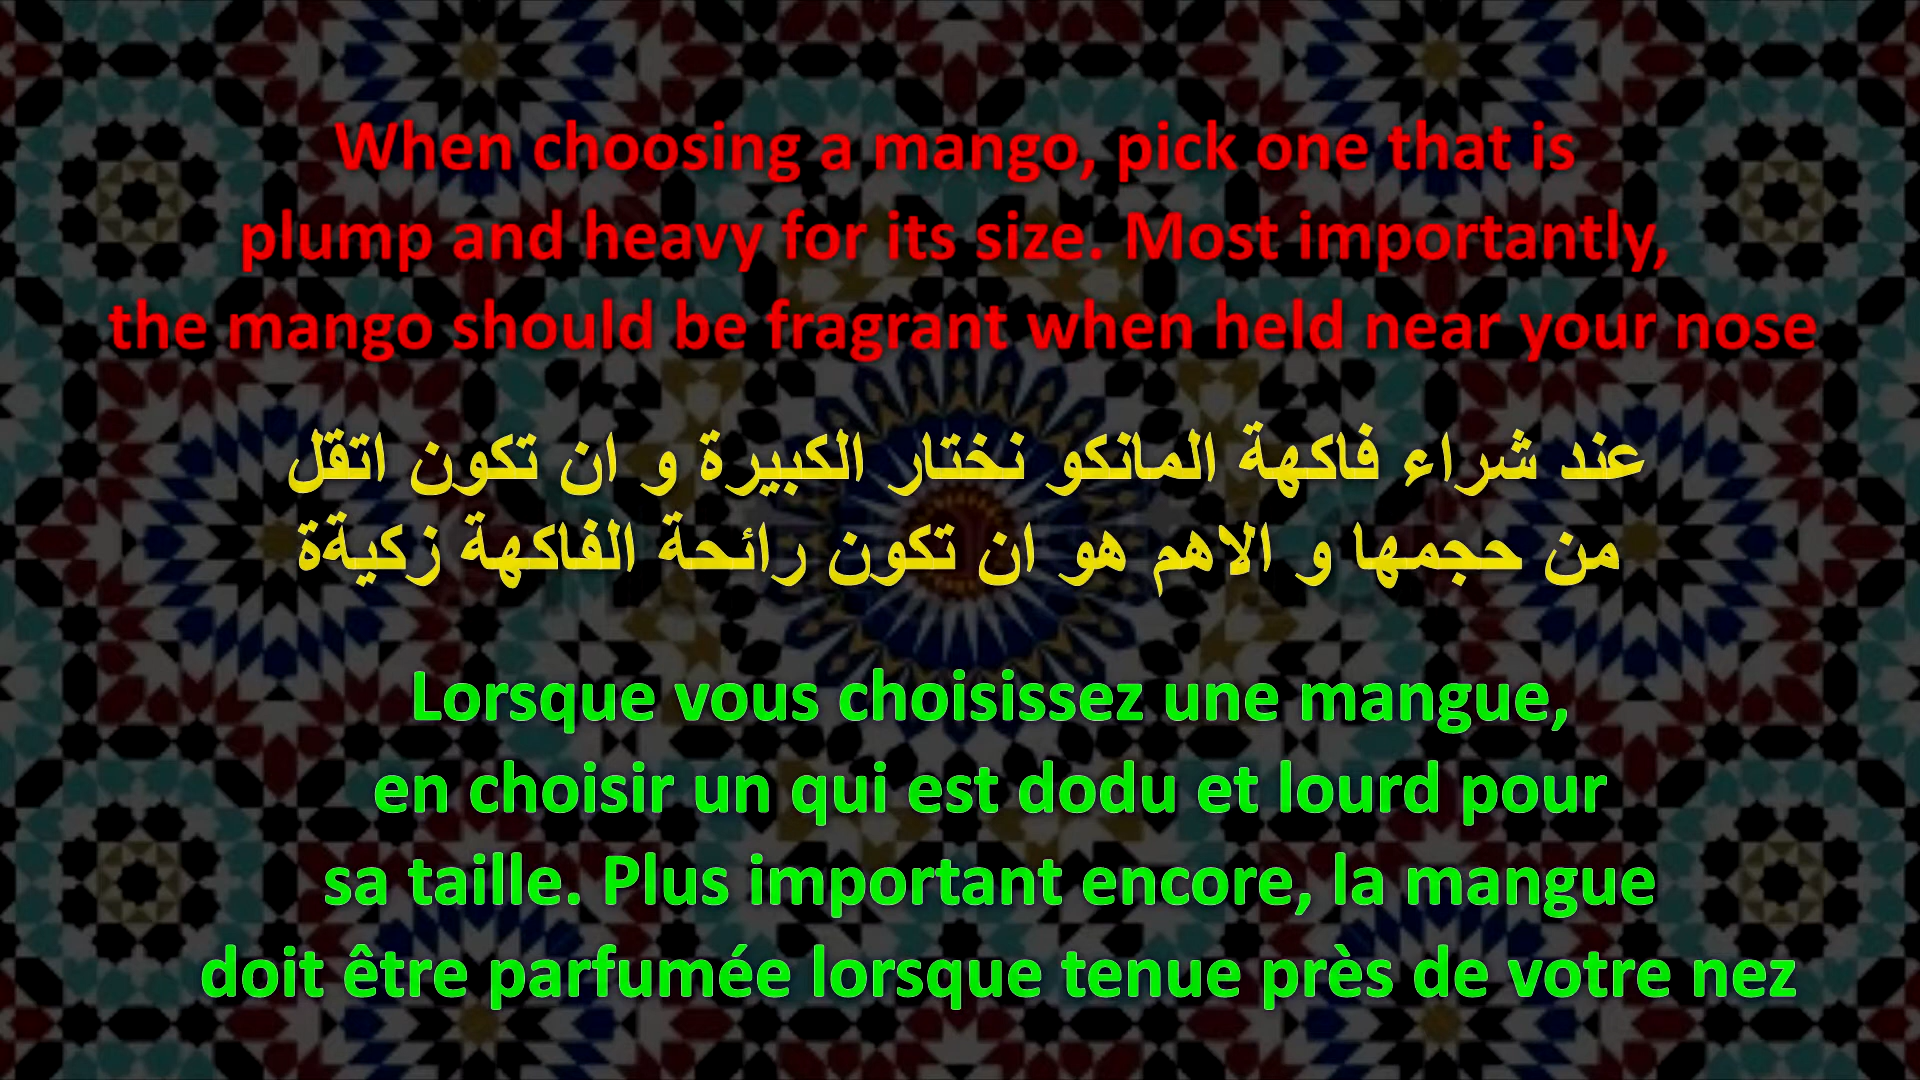 When choosing a mango, pick one that is
plump and heavy for its size. Most importantly,
the mango should be fragrant when held near your nose
عند شراء فاكهة المانكو نختار الكبيرة و ان تكون اتقل
من حجمها و الاهم هو ان تكون رائحة الفاكهة زكيةة
Lorsque vous choisissez une mangue,
en choisir un qui est dodu et lourd pour
sa taille. Plus important encore, la mangue
doit être parfumée lorsque tenue près de votre nez